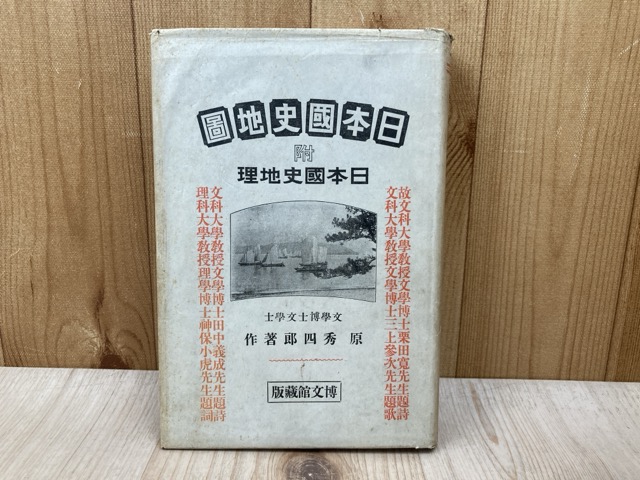 圖地史國本日
附
理地史國本日
故文科大學教授文學博士栗田寬先生題詩
文科大學教授文學博士三上參次先生題歌
文科大學教授文學博士田中義成先生題詩
理科大學教授理學博士神保小虎先生題詞
士學文士博學文
作著郎四秀原
版藏館文博